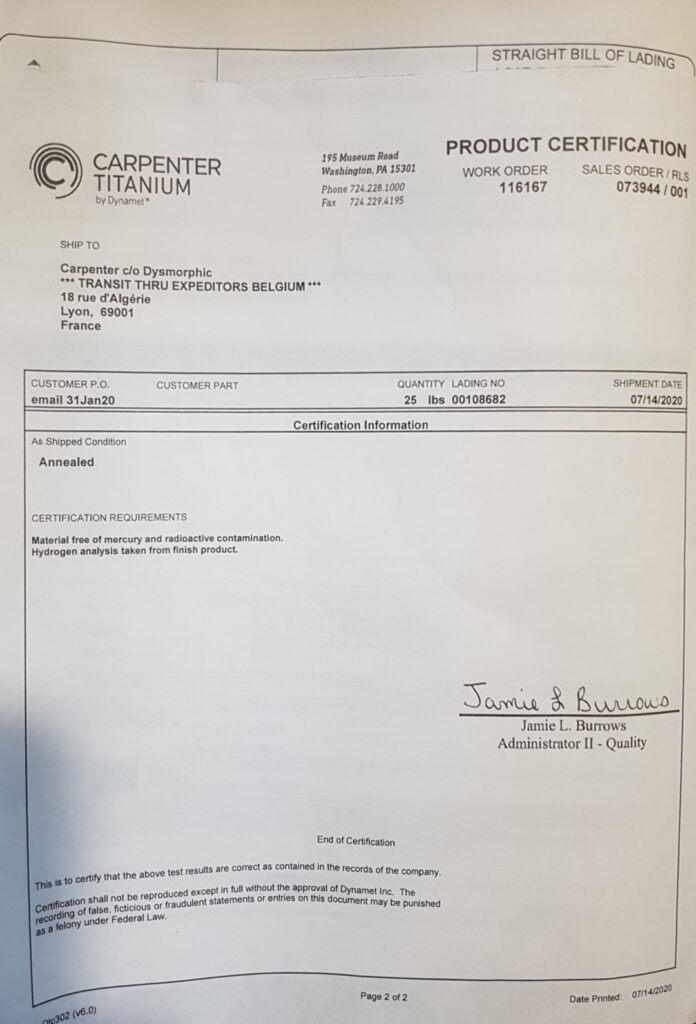 STRAIGHT BILL OF LADING
CARPENTER
TITANIUM
by Dynamet®
195 Museum Road
Washington, PA 15301
Phone 724.228.1000
Fax 724.229.4195
PRODUCT CERTIFICATION
WORK ORDER SALES ORDER / RLS
116167 073944 / 001
SHIP TO
Carpenter c/o Dysmorphic
*** TRANSIT THRU EXPEDITORS BELGIUM ***
18 rue d'Algérie
Lyon, 69001
France
CUSTOMER P.O. CUSTOMER PART QUANTITY LADING NO SHIPMENT DATE
email 31Jan20 25 lbs 00108682 07/14/2020
Certification Information
As Shipped Condition
Annealed
CERTIFICATION REQUIREMENTS
Material free of mercury and radioactive contamination.
Hydrogen analysis taken from finish product.
Jamie L Burrows
Jamie L. Burrows
Administrator II - Quality
End of Certification
This is to certify that the above test results are correct as contained in the records of the company.
Certification shall not be reproduced except in full without the approval of Dynamet Inc. The
recording of false, ficticious or fraudulent statements or entries on this document may be punished
as a felony under Federal Law.
(v6.0) Page 2 of 2 Date Printed: 07/14/2020